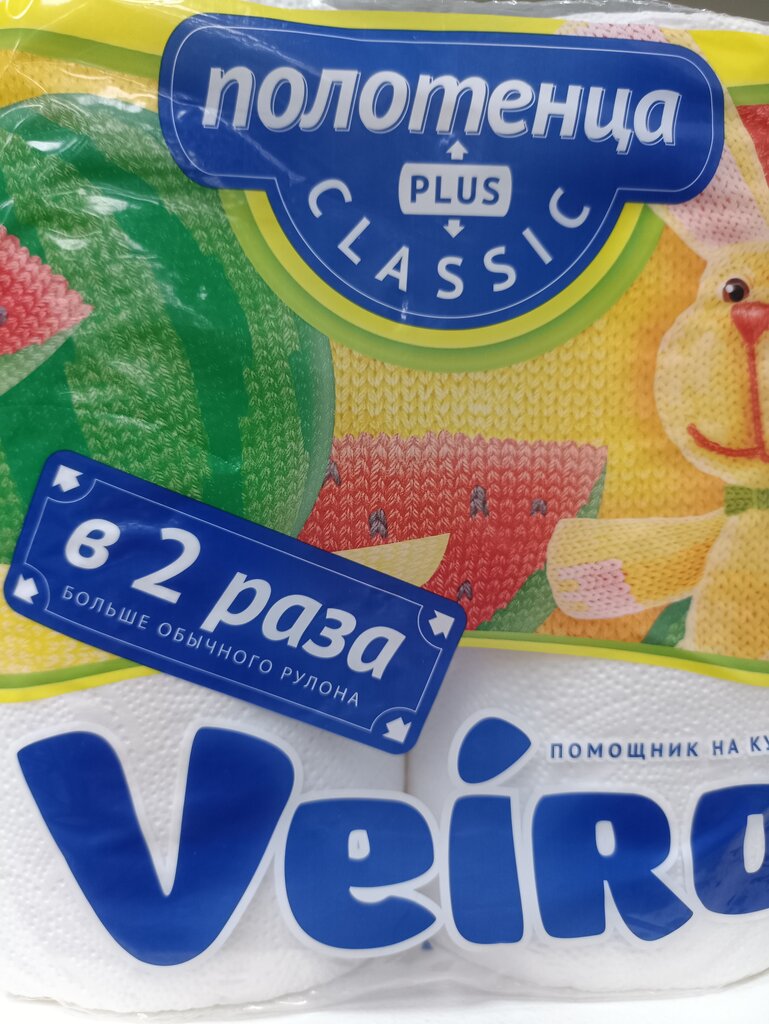 полотенца
PLUS
CLASSIC
в 2 раза
БОЛЬШЕ ОБЫЧНОГО РУЛОНА
ПОМОЩНИК НА
Veiro